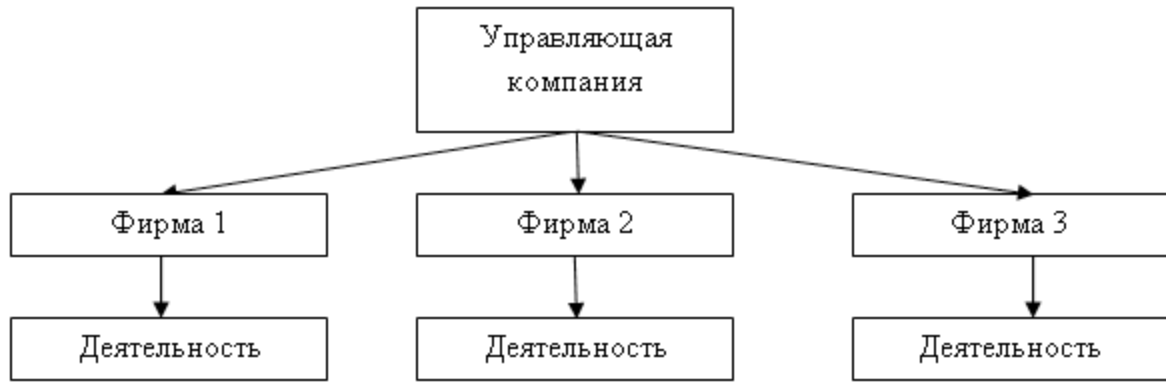 Управляющая
компания
Фирма 1
Фирма 2
Фирма 3
Деятельность
Деятельность
Деятельность